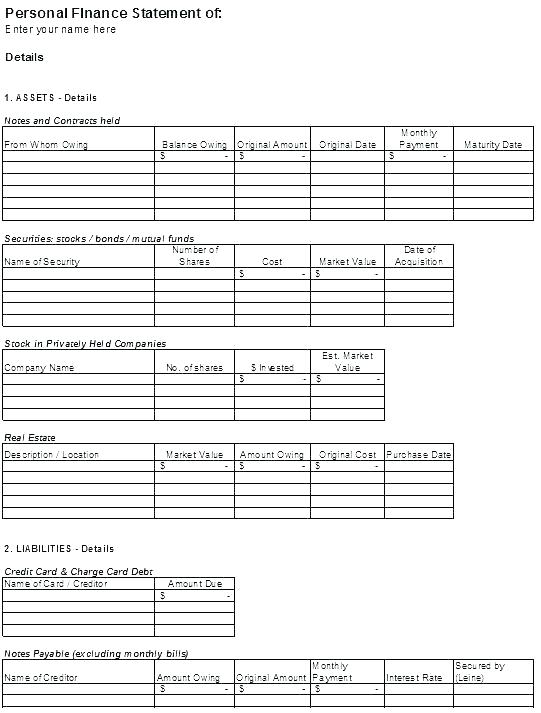 Personal Finance Statement of:
Enter your name here
Details
1. ASSETS - Details
Notes and Contracts held
From Whom Owing Balance Owing Original Amount Original Date Monthly Payment Maturity Date
$ - $ - $ -
Securities: stocks / bonds / mutual funds
Name of Security Number of Shares Cost Market Value Date of Acquisition
$ - $ -
Stock in Privately Held Companies
Company Name No. of shares $ Invested Est. Market Value
$ - $ -
Real Estate
Description / Location Market Value Amount Owing Original Cost Purchase Date
$ - $ - $ -
2. LIABILITIES - Details
Credit Card & Charge Card Debt
Name of Card / Creditor Amount Due
$ -
Notes Payable (excluding monthly bills)
Name of Creditor Amount Owing Original Amount Monthly Payment Interest Rate Secured by (Leine)
$ - $ - $ -